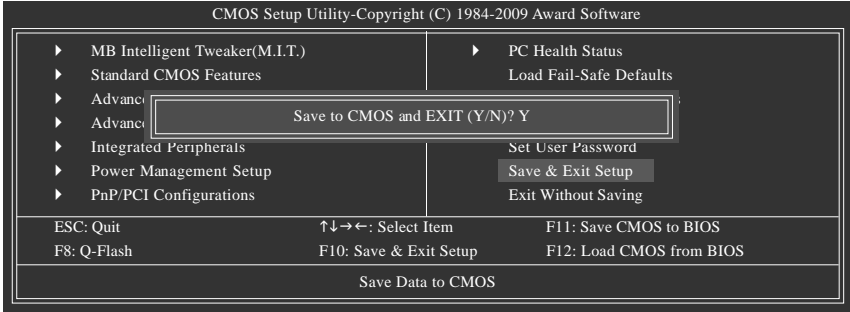 CMOS Setup Utility-Copyright (C) 1984-2009 Award Software
MB Intelligent Tweaker(M.I.T.)
Standard CMOS Features
Integrated Peripherals
Power Management Setup
PnP/PCI Configurations
PC Health Status
Load Fail-Safe Defaults
Set User Password
Save & Exit Setup
Exit Without Saving
Save to CMOS and EXIT (Y/N)? Y
ESC: Quit ↑↓→←: Select Item F11: Save CMOS to BIOS
F8: Q-Flash F10: Save & Exit Setup F12: Load CMOS from BIOS
Save Data to CMOS